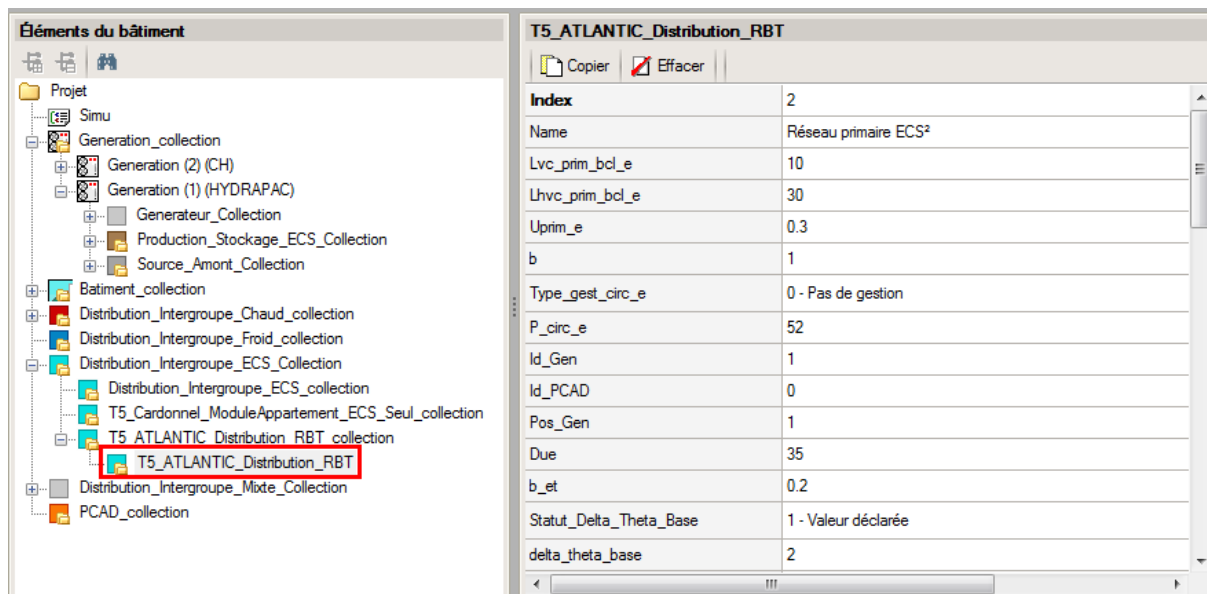 Éléments du bâtiment
Projet
Simu
Generation_collection
Generation (2) (CH)
Generation (1) (HYDRAPAC)
Generateur_Collection
Production_Stockage_ECS_Collection
Source_Amont_Collection
Batiment_collection
Distribution_Intergroupe_Chaud_collection
Distribution_Intergroupe_Froid_collection
Distribution_Intergroupe_ECS_Collection
Distribution_Intergroupe_ECS_collection
T5_Cardonnel_ModuleAppartement_ECS_Seul_collection
T5_ATLANTIC_Distribution_RBT_collection
T5_ATLANTIC_Distribution_RBT
Distribution_Intergroupe_Mixte_Collection
PCAD_collection
T5_ATLANTIC_Distribution_RBT
Copier Effacer
Index 2
Name Réseau primaire ECS²
Lvc_prim_bcl_e 10
Lhvc_prim_bcl_e 30
Uprim_e 0.3
b 1
Type_gest_circ_e 0 - Pas de gestion
P_circ_e 52
Id_Gen 1
Id_PCAD 0
Pos_Gen 1
Due 35
b_et 0.2
Statut_Delta_Theta_Base 1 - Valeur déclarée
delta_theta_base 2